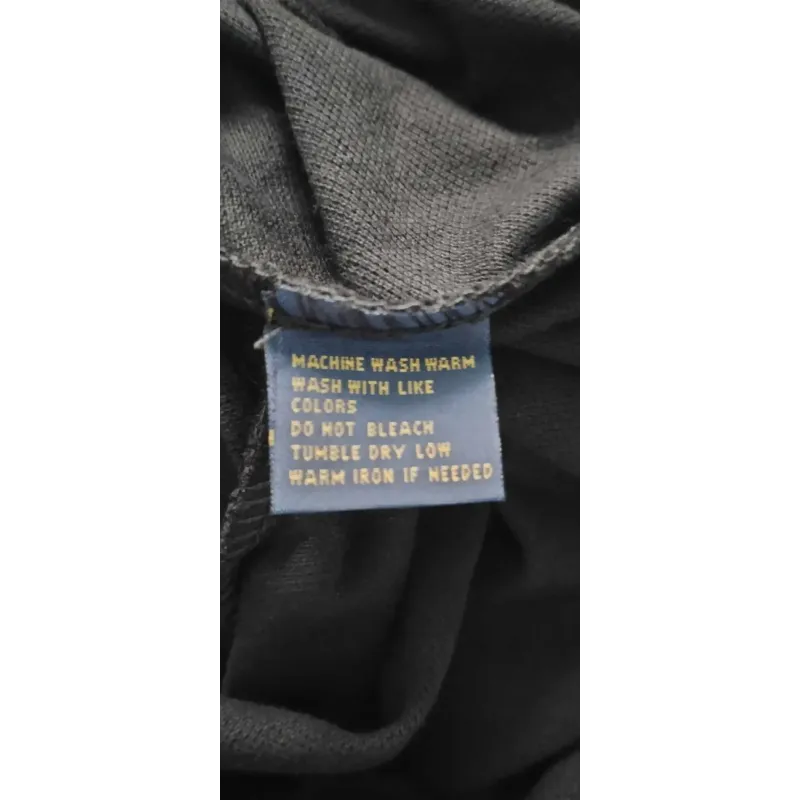 MACHINE WASH WARM
WASH WITH LIKE
COLORS
DO NOT BLEACH
TUMBLE DRY LOW
WARM IRON IF NEEDED